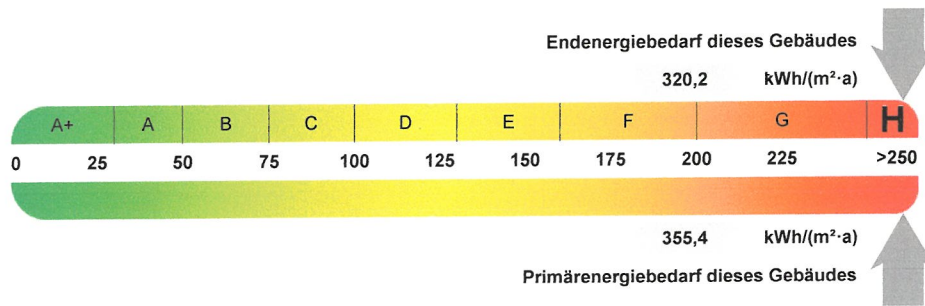 Endenergiebedarf dieses Gebäudes
320,2 kWh/(m²·a)
A+ A B C D E F G H
0 25 50 75 100 125 150 175 200 225 >250
355,4 kWh/(m²·a)
Primärenergiebedarf dieses Gebäudes